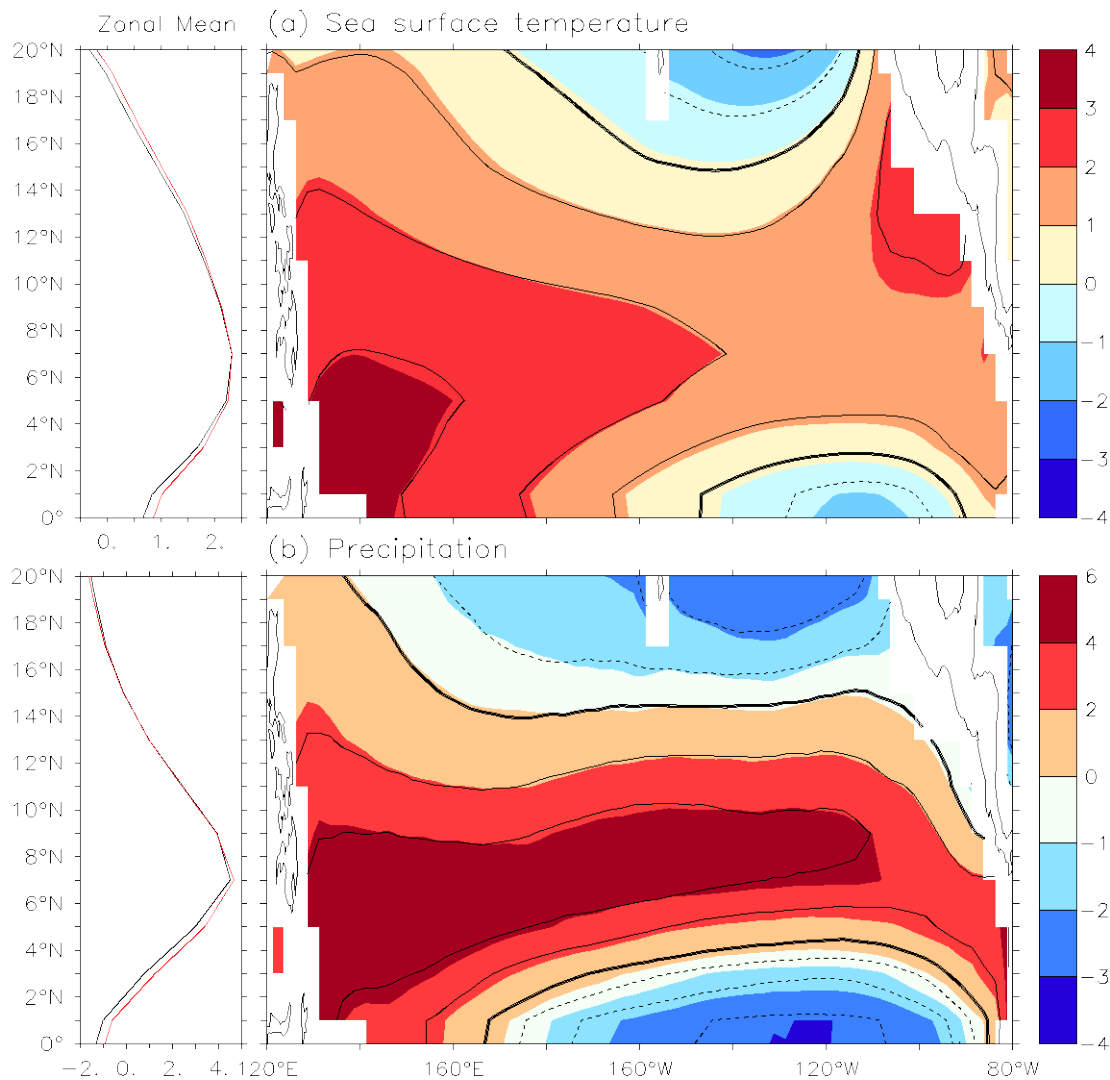 Zonal Mean (a) Sea surface temperature
20°N 4
18°N 3
16°N 2
14°N 1
12°N 0
10°N −1
8°N −2
6°N −3
4°N −4
2°N
0°
0. 1. 2.
(b) Precipitation
20°N 6
18°N 4
16°N 2
14°N 0
12°N −1
10°N −2
8°N −3
6°N −4
4°N
2°N
0°
−2. 0. 2. 4. 120°E 160°E 160°W 120°W 80°W